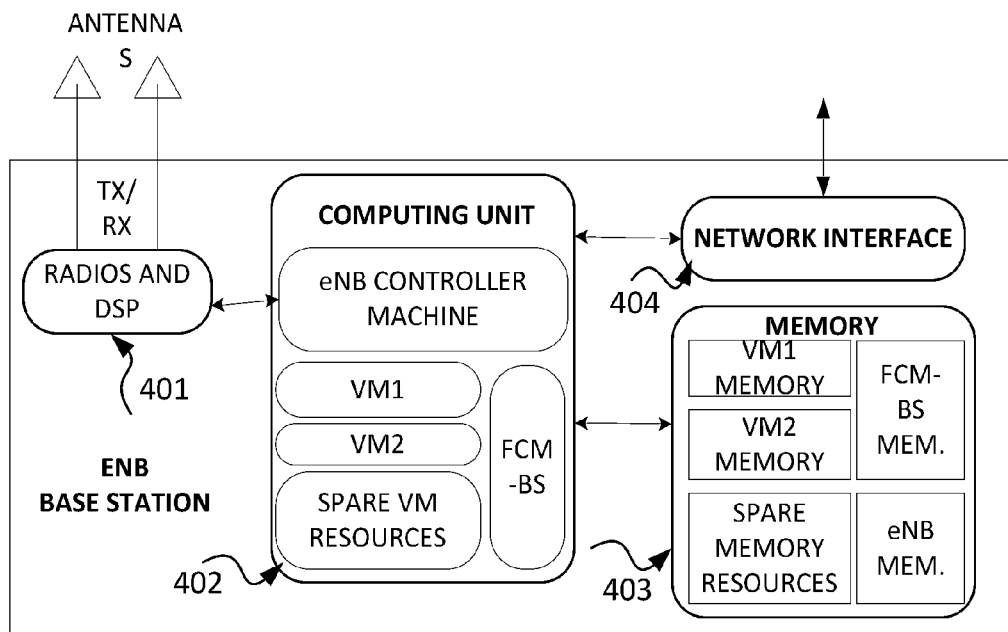 ANTENNA
S
TX/
RX
RADIOS AND
DSP
401
ENB
BASE STATION
COMPUTING UNIT
eNB CONTROLLER
MACHINE
VM1
VM2
SPARE VM
RESOURCES
FCM
-BS
402
NETWORK INTERFACE
404
MEMORY
VM1
MEMORY
VM2
MEMORY
SPARE
MEMORY
RESOURCES
FCM-
BS
MEM.
eNB
MEM.
403